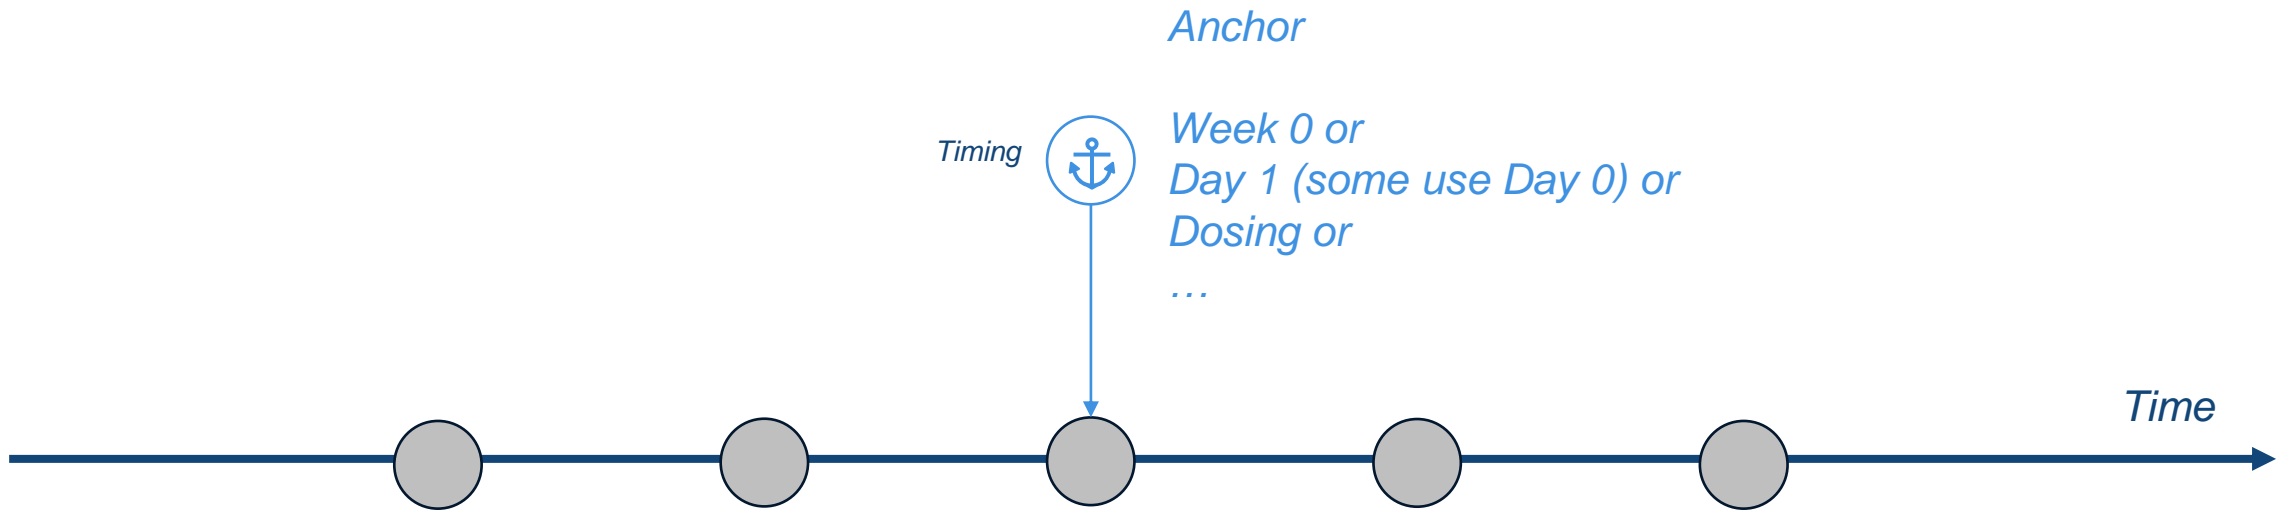 Anchor
Timing
Week 0 or
Day 1 (some use Day 0) or
Dosing or
…
Time